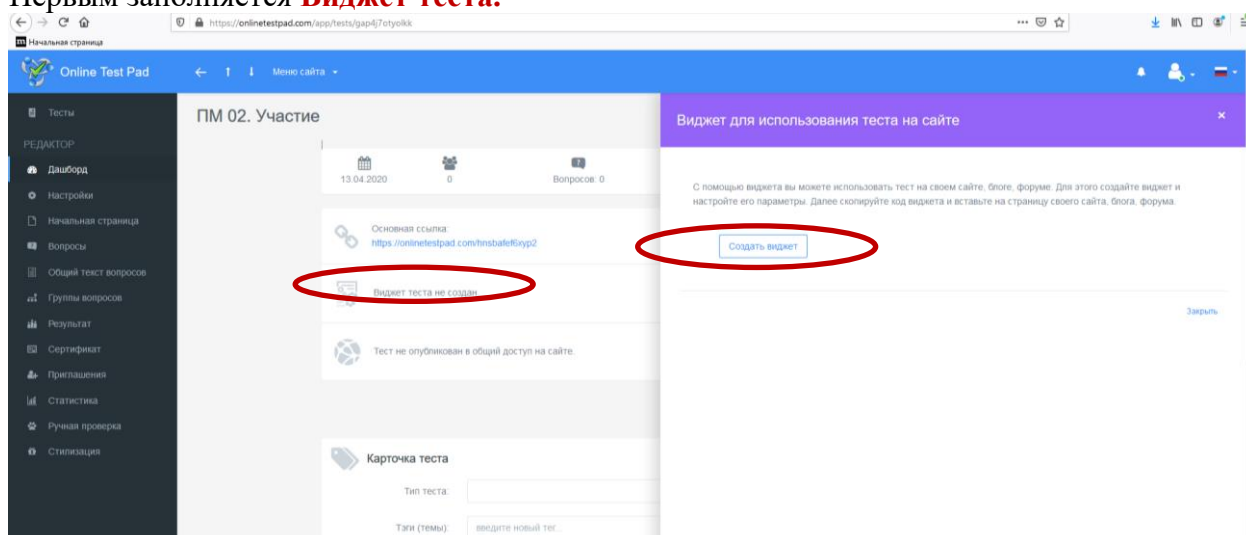 Первым заполняется Виджет теста.
https://onlinetestpad.com/app/tests/gap4j7otyolkk
Начальная страница
Online Test Pad
Меню сайта
Тесты
РЕДАКТОР
Дашборд
Настройки
Начальная страница
Вопросы
Общий текст вопросов
Группы вопросов
Результат
Сертификат
Приглашения
Статистика
Ручная проверка
Стилизация
ПМ 02. Участие
13.04.2020
0
Вопросов: 0
Основная ссылка:
https://onlinetestpad.com/hnsbafef6xyp2
Виджет теста не создан
Тест не опубликован в общий доступ на сайте.
Карточка теста
Тип теста:
Тэги (темы):
введите новый тег...
Виджет для использования теста на сайте
С помощью виджета вы можете использовать тест на своем сайте, блоге, форуме. Для этого создайте виджет и
настройте его параметры. Далее скопируйте код виджета и вставьте на страницу своего сайта, блога, форума.
Создать виджет
Закрыть